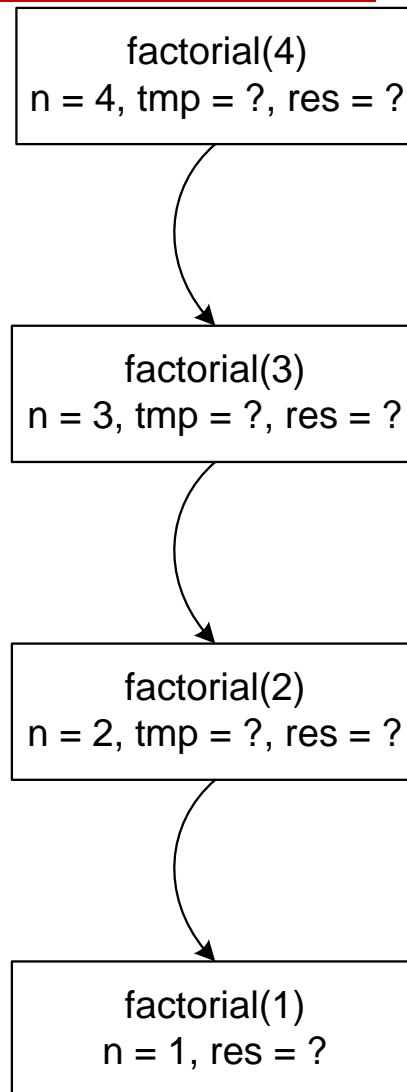 factorial(4)
n = 4, tmp = ?, res = ?
factorial(3)
n = 3, tmp = ?, res = ?
factorial(2)
n = 2, tmp = ?, res = ?
factorial(1)
n = 1, res = ?